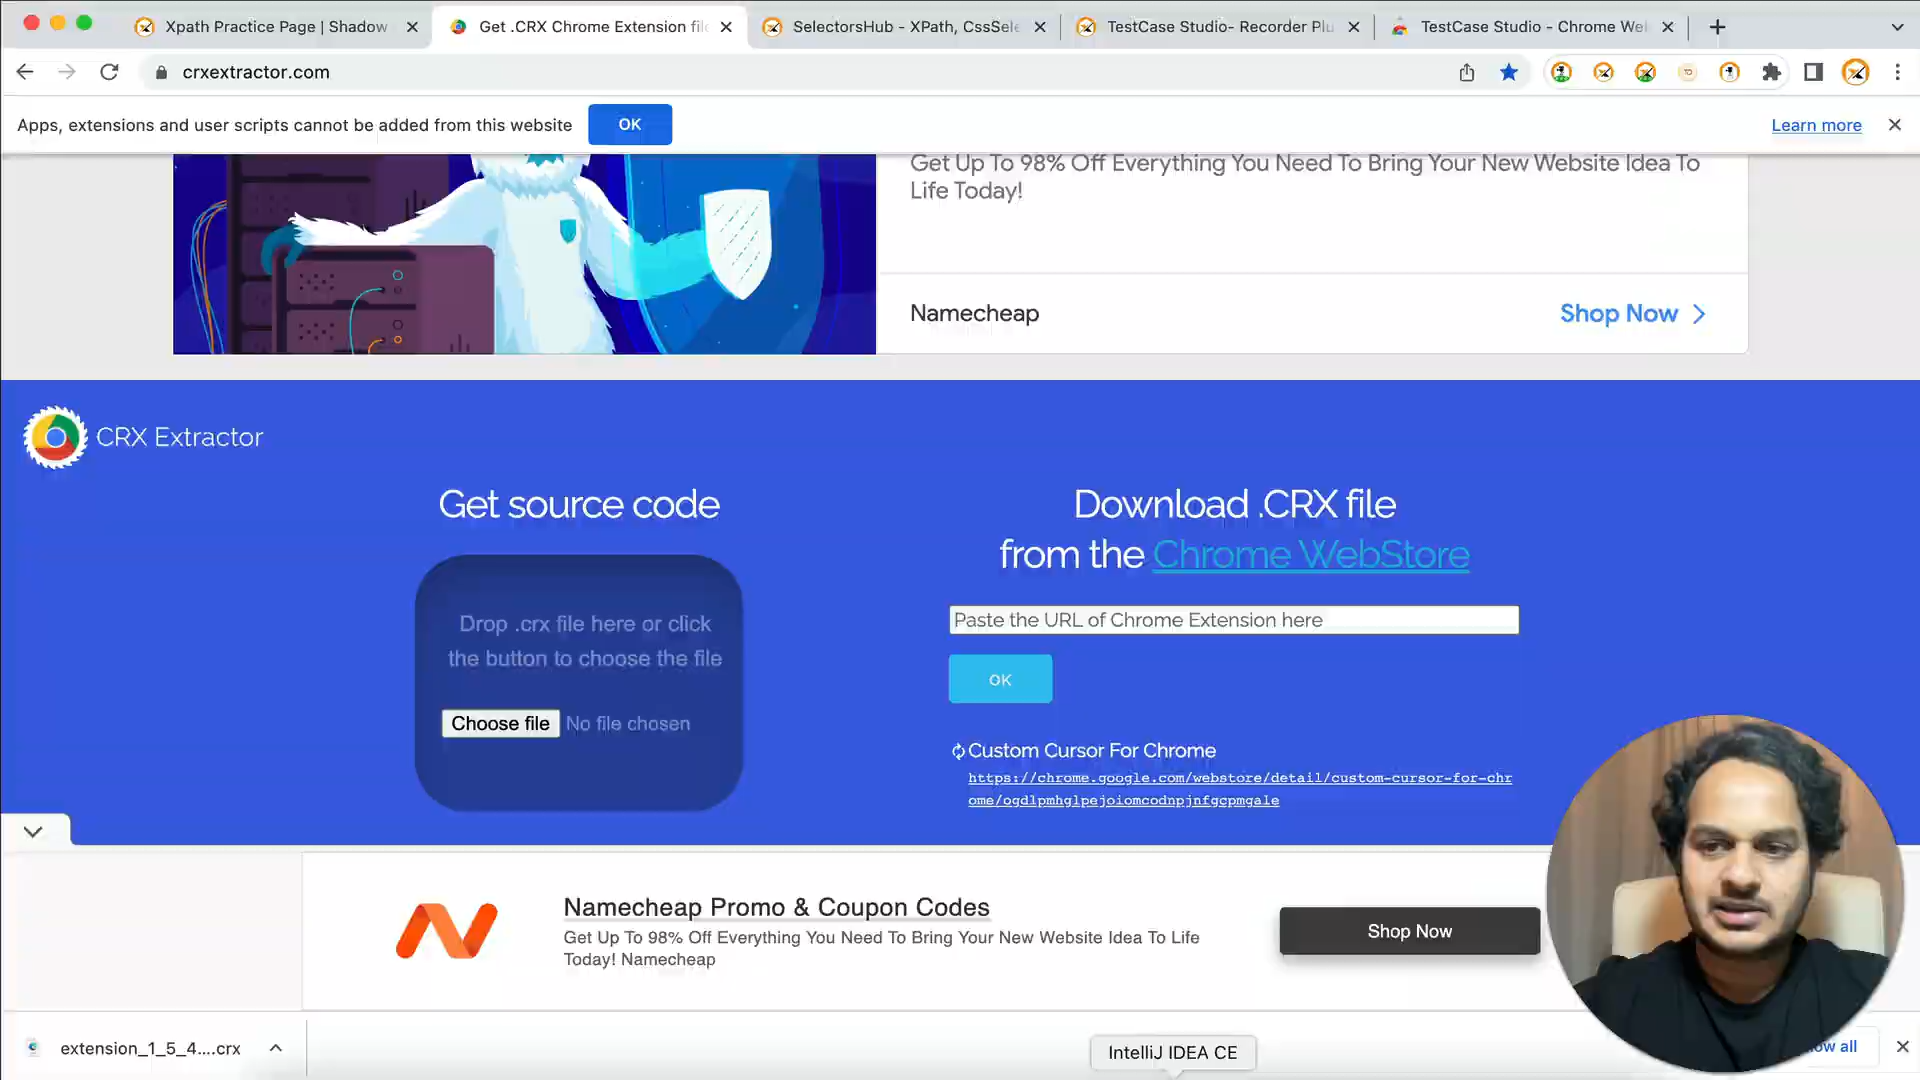 Xpath Practice Page | Shadow
Get .CRX Chrome Extension file
SelectorsHub - XPath, CssSele
TestCase Studio- Recorder Plu
TestCase Studio - Chrome Web
crxextractor.com
Apps, extensions and user scripts cannot be added from this website
OK
Learn more
Get Up To 98% Off Everything You Need To Bring Your New Website Idea To
Life Today!
Namecheap
Shop Now
CRX Extractor
Get source code
Drop .crx file here or click
the button to choose the file
Choose file No file chosen
Download .CRX file
from the Chrome WebStore
Paste the URL of Chrome Extension here
OK
Custom Cursor For Chrome
https://chrome.google.com/webstore/detail/custom-cursor-for-chr
ome/ogdlpmhglpejoiomcodnpjnfgcpmgale
Namecheap Promo & Coupon Codes
Get Up To 98% Off Everything You Need To Bring Your New Website Idea To Life
Today! Namecheap
Shop Now
extension_1_5_4....crx
IntelliJ IDEA CE
all